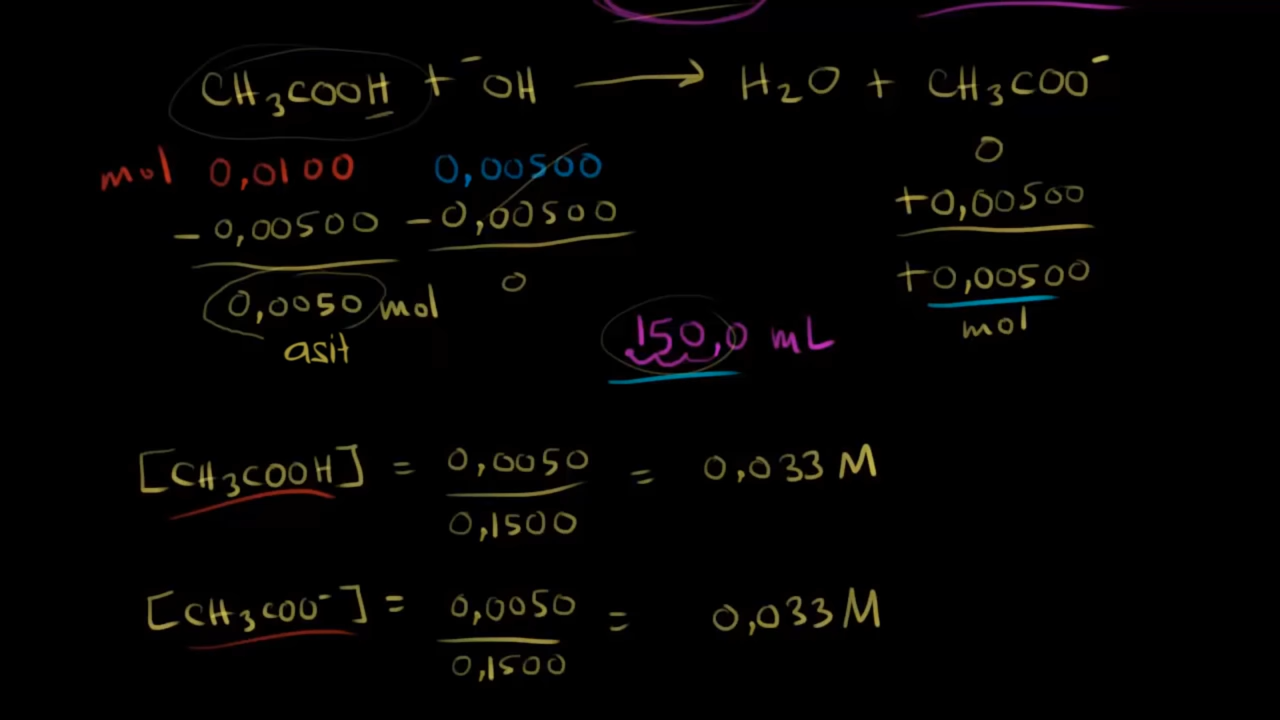 CH₃COOH + ⁻OH → H₂O + CH₃COO⁻
mol 0,0100 0,00500 0
- 0,00500 - 0,00500 +0,00500
0,0050 mol 0 +0,00500
asit 150,0 mL mol
[CH₃COOH] = 0,0050 / 0,1500 = 0,033 M
[CH₃COO⁻] = 0,0050 / 0,1500 = 0,033 M